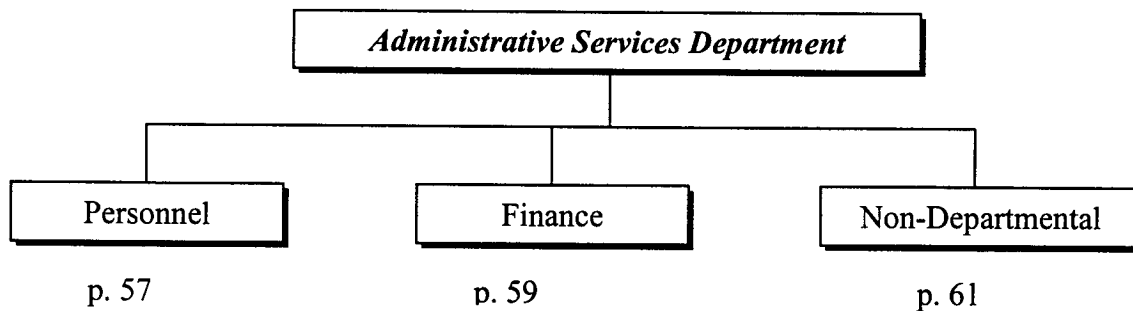 Administrative Services Department
Personnel Finance Non-Departmental
p. 57 p. 59 p. 61